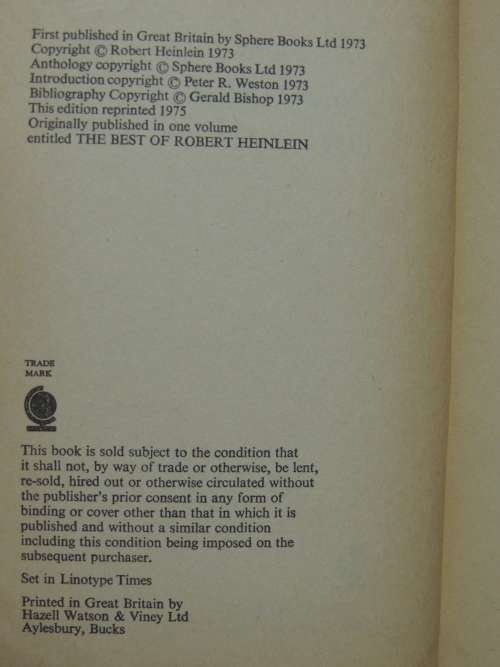 First published in Great Britain by Sphere Books Ltd 1973
Copyright © Robert Heinlein 1973
Anthology copyright © Sphere Books Ltd 1973
Introduction copyright © Peter R. Weston 1973
Bibliography Copyright © Gerald Bishop 1973
This edition reprinted 1975
Originally published in one volume
entitled THE BEST OF ROBERT HEINLEIN
TRADE
MARK
This book is sold subject to the condition that
it shall not, by way of trade or otherwise, be lent,
re-sold, hired out or otherwise circulated without
the publisher's prior consent in any form of
binding or cover other than that in which it is
published and without a similar condition
including this condition being imposed on the
subsequent purchaser.
Set in Linotype Times
Printed in Great Britain by
Hazell Watson & Viney Ltd
Aylesbury, Bucks